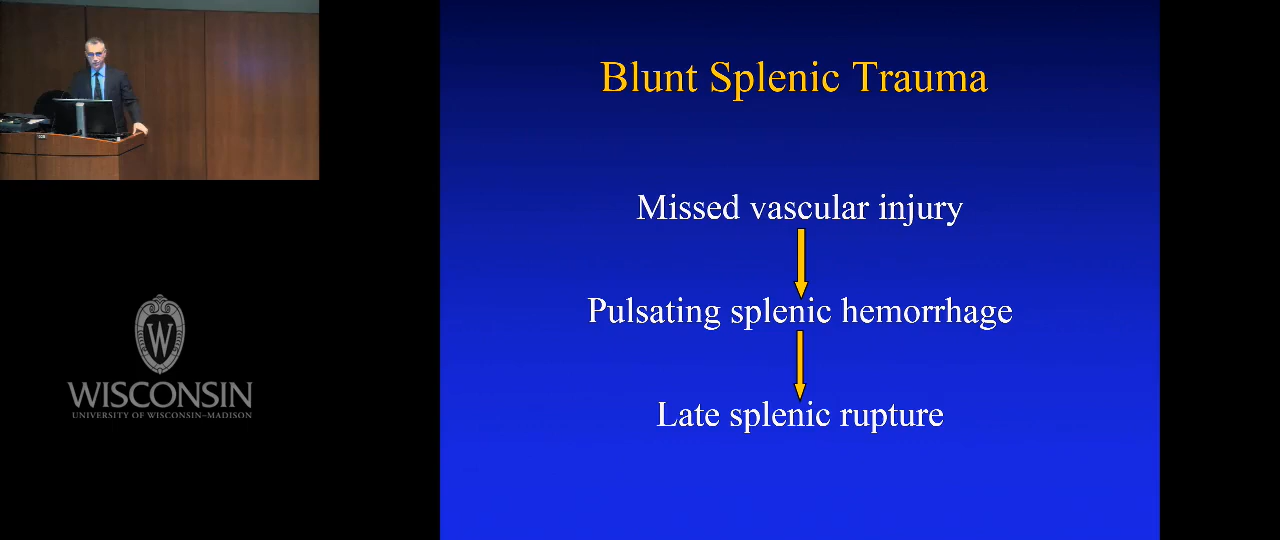 Blunt Splenic Trauma
Missed vascular injury
Pulsating splenic hemorrhage
Late splenic rupture
W
WISCONSIN
UNIVERSITY OF WISCONSIN–MADISON